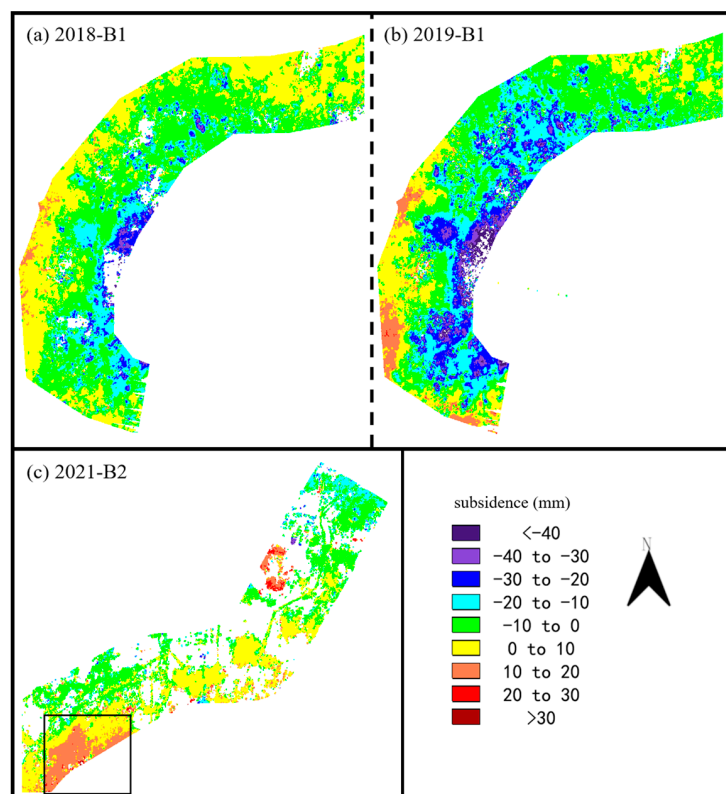 (a) 2018-B1
(b) 2019-B1
(c) 2021-B2
subsidence (mm)
<-40
-40 to -30
-30 to -20
-20 to -10
-10 to 0
0 to 10
10 to 20
20 to 30
>30
N